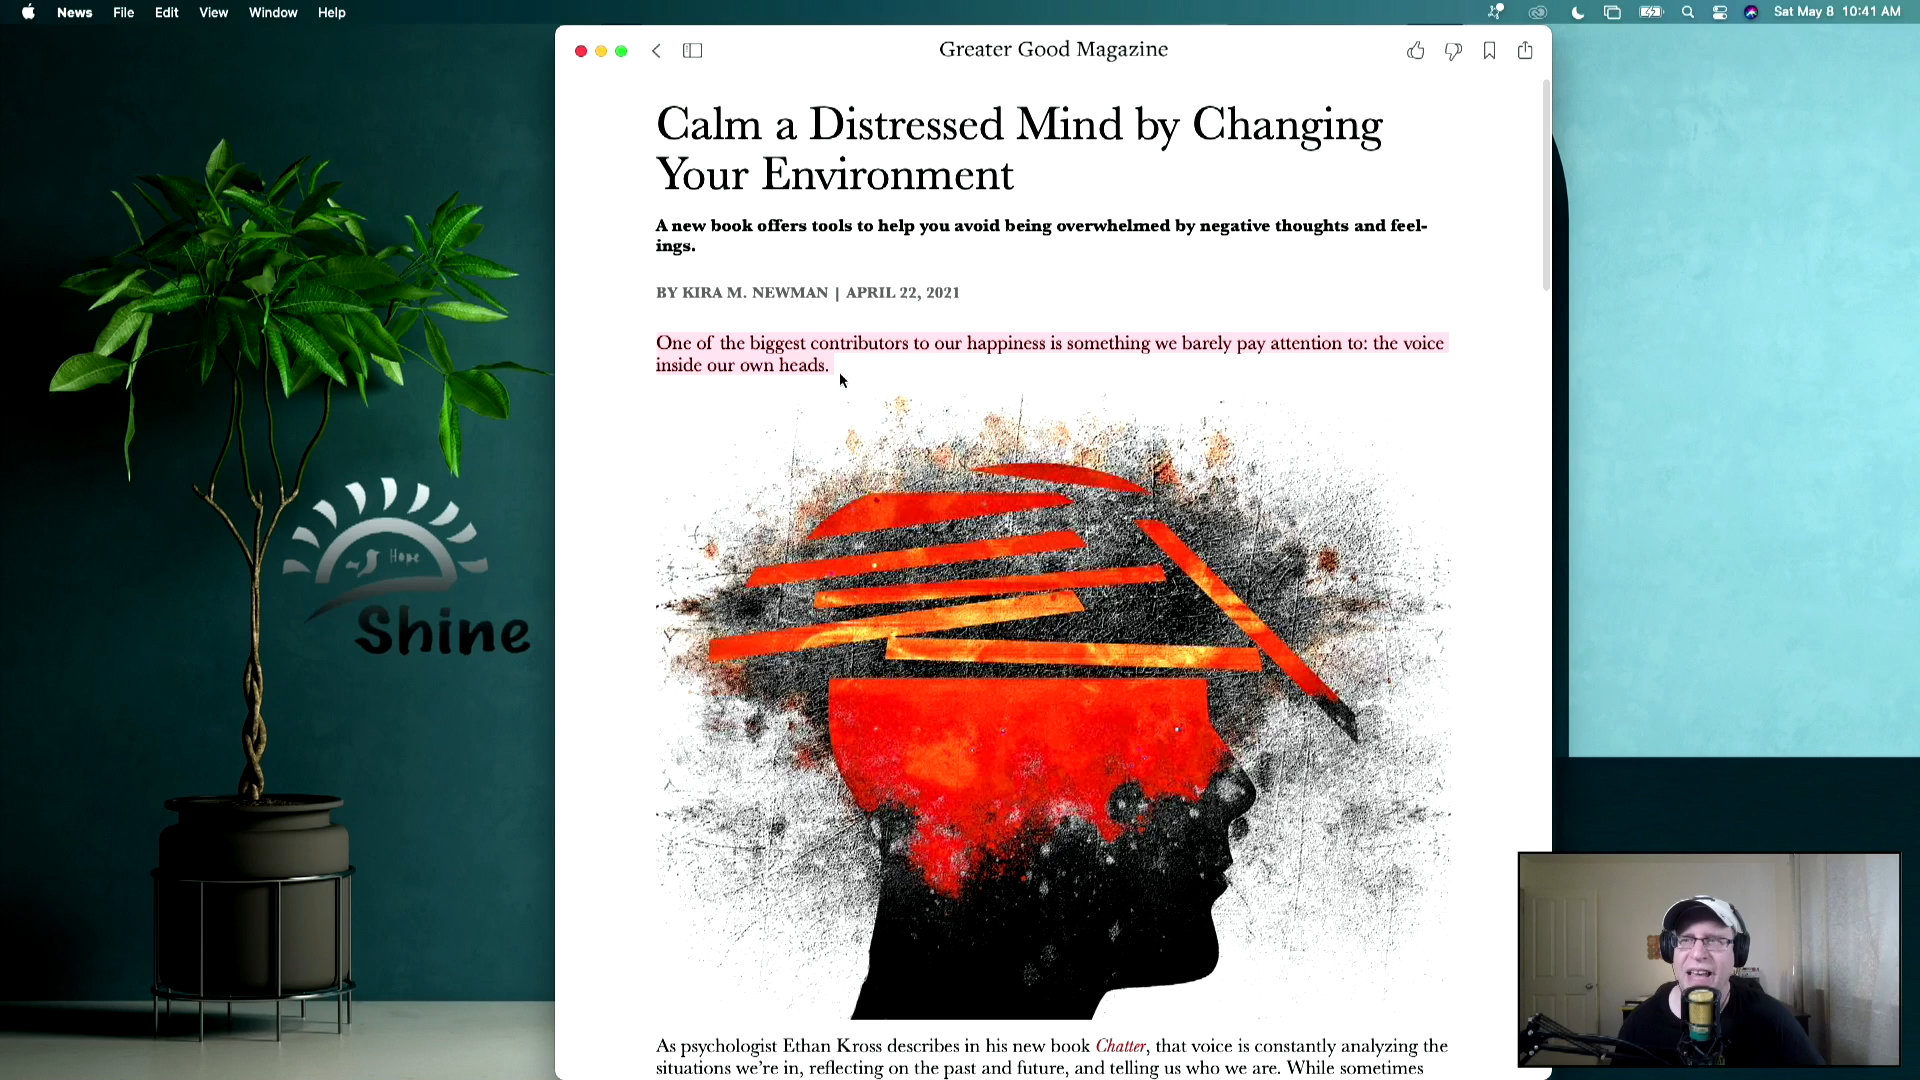 News File Edit View Window Help
Sat May 8 10:41 AM
Greater Good Magazine
Calm a Distressed Mind by Changing
Your Environment
A new book offers tools to help you avoid being overwhelmed by negative thoughts and feel-
ings.
BY KIRA M. NEWMAN | APRIL 22, 2021
One of the biggest contributors to our happiness is something we barely pay attention to: the voice
inside our own heads.
Hope
Shine
As psychologist Ethan Kross describes in his new book Chatter, that voice is constantly analyzing the
situations we're in, reflecting on the past and future, and telling us who we are. While sometimes